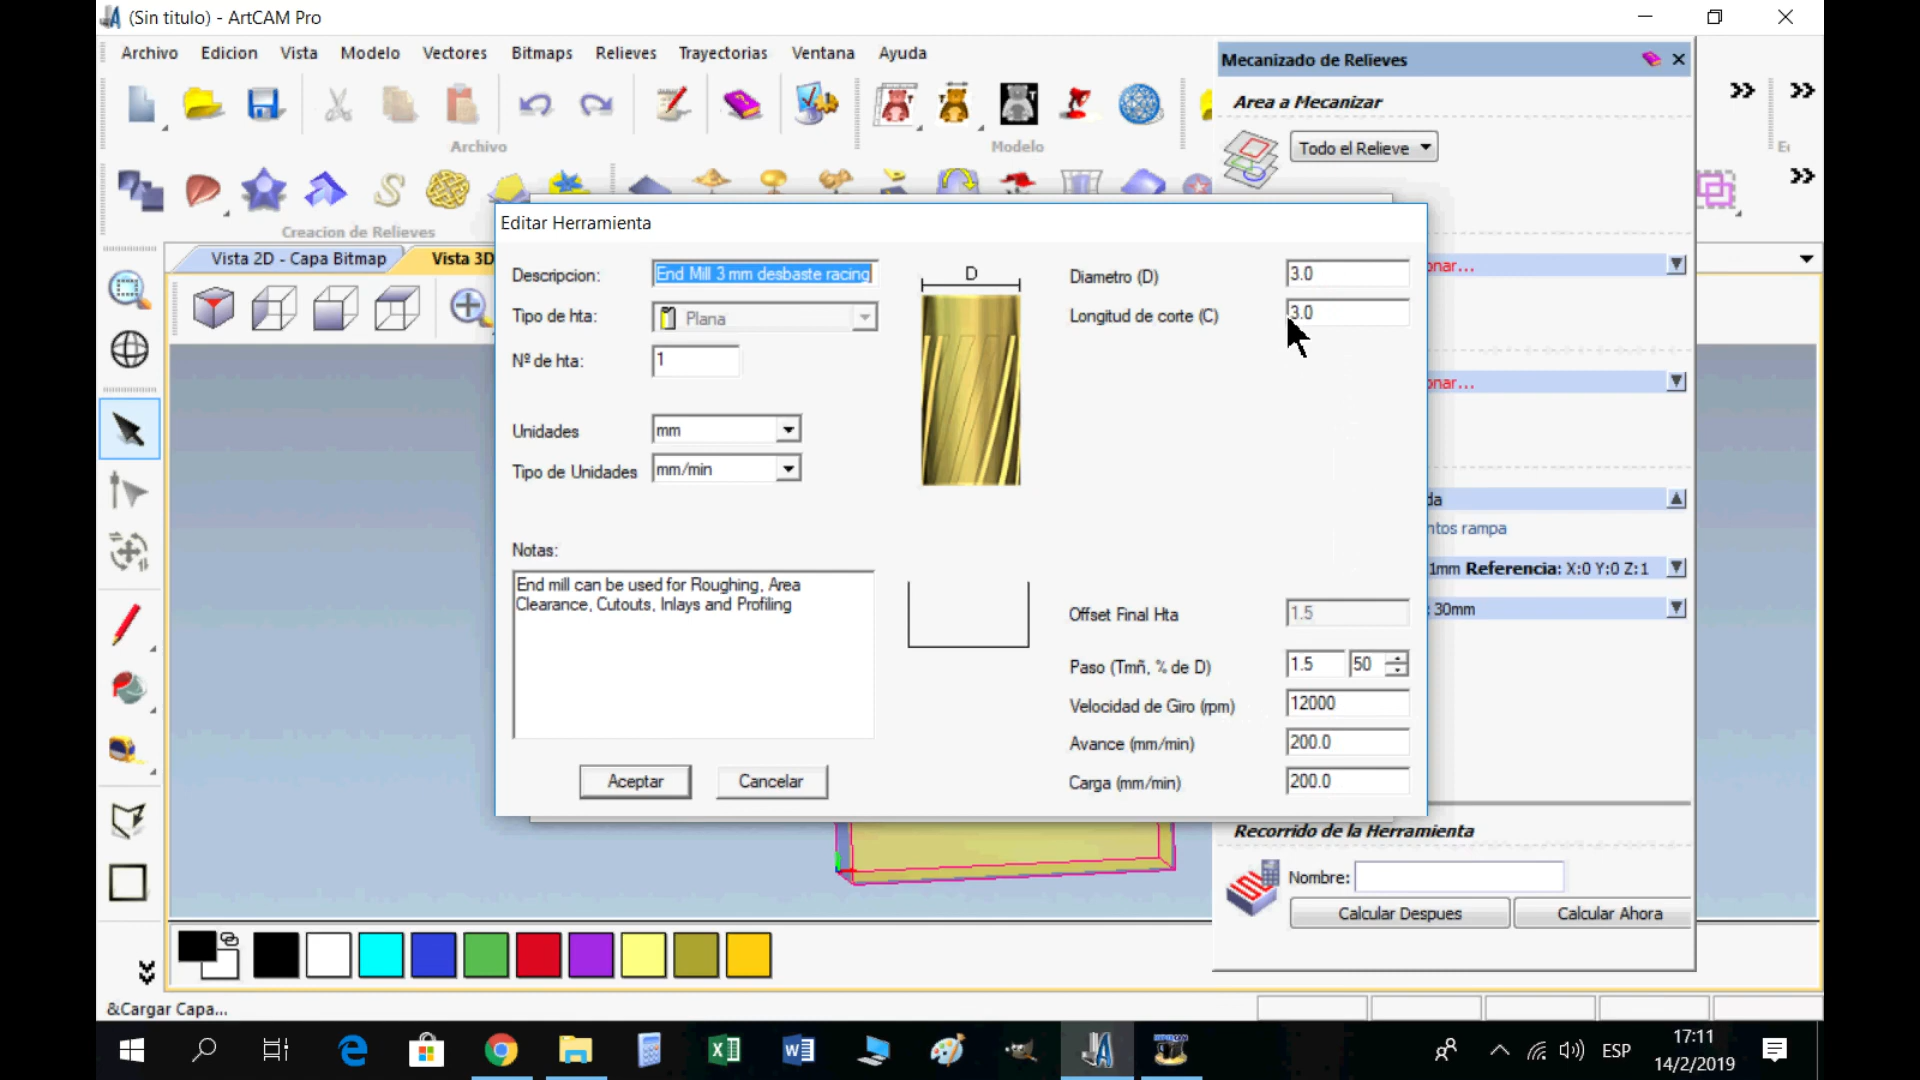 (Sin titulo) - ArtCAM Pro
Archivo Edicion Vista Modelo Vectores Bitmaps Relieves Trayectorias Ventana Ayuda
Archivo
Modelo
Creacion de Relieves
Vista 2D - Capa Bitmap
Vista 3D
Mecanizado de Relieves
Area a Mecanizar
Todo el Relieve
onar...
onar...
da
ntos rampa
1mm Referencia: X:0 Y:0 Z:1
: 30mm
Recorrido de la Herramienta
Nombre:
Calcular Despues
Calcular Ahora
Editar Herramienta
Descripcion: End Mill 3 mm desbaste racing
Tipo de hta: Plana
Nº de hta: 1
Unidades mm
Tipo de Unidades mm/min
Notas:
End mill can be used for Roughing, Area
Clearance, Cutouts, Inlays and Profiling
Aceptar
Cancelar
D
Diametro (D) 3.0
Longitud de corte (C) 3.0
Offset Final Hta 1.5
Paso (Tmñ, % de D) 1.5 50
Velocidad de Giro (rpm) 12000
Avance (mm/min) 200.0
Carga (mm/min) 200.0
&Cargar Capa...
ESP
17:11
14/2/2019